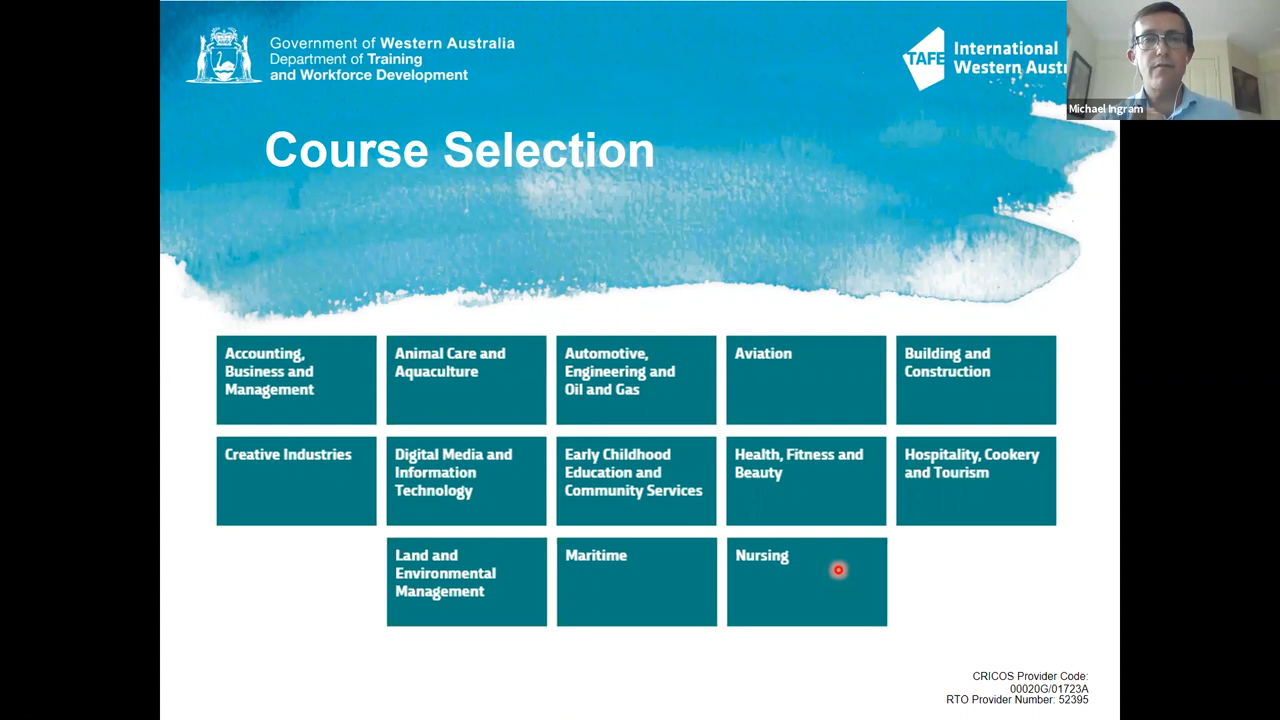 Government of Western Australia
Department of Training
and Workforce Development
TAFE
International
Western Austr
Michael Ingram
Course Selection
Accounting,
Business and
Management
Animal Care and
Aquaculture
Automotive,
Engineering and
Oil and Gas
Aviation
Building and
Construction
Creative Industries
Digital Media and
Information
Technology
Early Childhood
Education and
Community Services
Health, Fitness and
Beauty
Hospitality, Cookery
and Tourism
Land and
Environmental
Management
Maritime
Nursing
CRICOS Provider Code:
00020G/01723A
RTO Provider Number: 52395